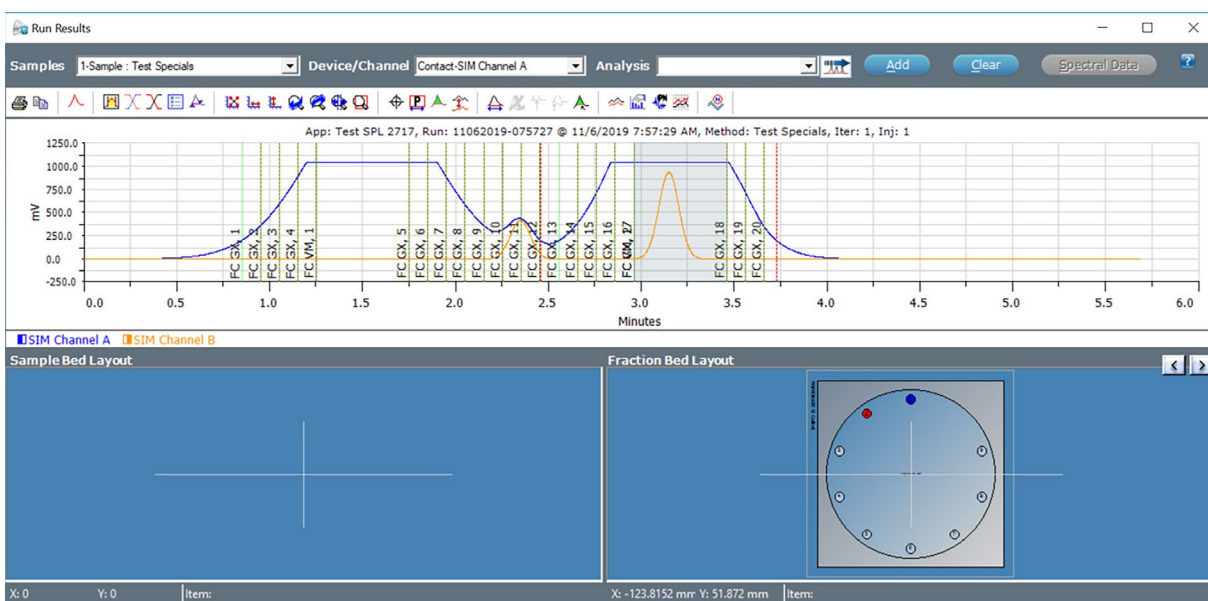 Run Results
Samples 1-Sample : Test Specials Device/Channel Contact-SIM Channel A Analysis Add Clear Spectral Data ?
App: Test SPL 2717, Run: 11062019-075727 @ 11/6/2019 7:57:29 AM, Method: Test Specials, Iter: 1, Inj: 1
1250.0
1000.0
750.0
500.0
250.0
0.0
-250.0
mV
FC GX, 1
FC GX, 2
FC GX, 3
FC GX, 4
FC VM, 1
FC GX, 5
FC GX, 6
FC GX, 7
FC GX, 8
FC GX, 9
FC GX, 10
FC GX, 11
FC GX, 13
FC GX, 14
FC GX, 15
FC GX, 16
FC GX, 18
FC GX, 19
FC GX, 20
0.0 0.5 1.0 1.5 2.0 2.5 3.0 3.5 4.0 4.5 5.0 5.5 6.0
Minutes
SIM Channel A SIM Channel B
Sample Bed Layout Fraction Bed Layout
X: 0 Y: 0 Item: X: -123.8152 mm Y: 51.872 mm Item: